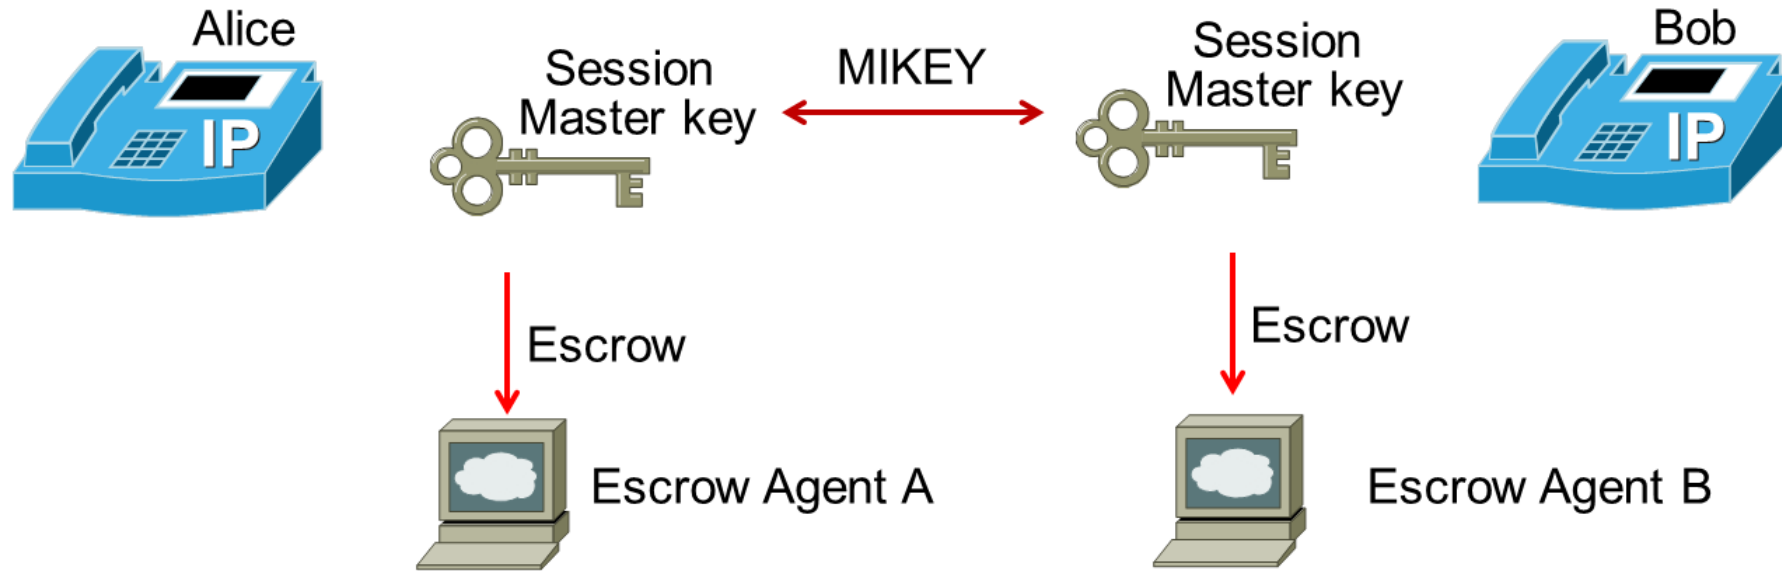 Alice
Session
Master key
MIKEY
Session
Master key
Bob
IP
IP
Escrow
Escrow
Escrow Agent A
Escrow Agent B